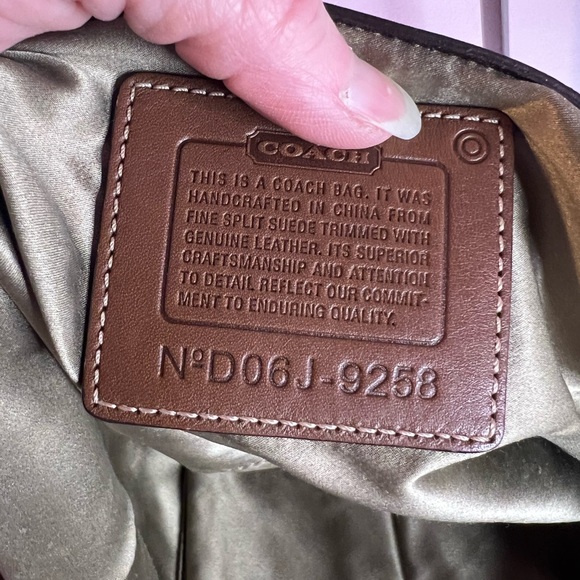 COACH
THIS IS A COACH BAG. IT WAS
HANDCRAFTED IN CHINA FROM
FINE SPLIT SUEDE TRIMMED WITH
GENUINE LEATHER. ITS SUPERIOR
CRAFTSMANSHIP AND ATTENTION
TO DETAIL REFLECT OUR COMMIT-
MENT TO ENDURING QUALITY.
NºD06J-9258